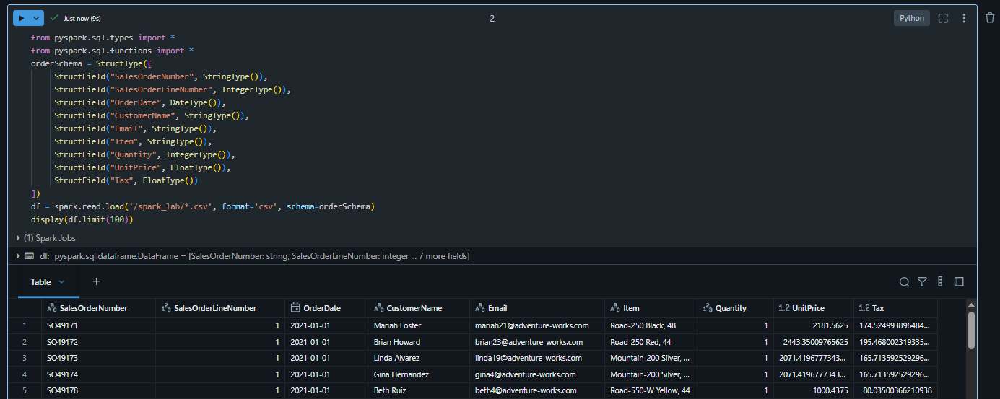 Just now (9s)
2
Python
from pyspark.sql.types import *
from pyspark.sql.functions import *
orderSchema = StructType([
StructField("SalesOrderNumber", StringType()),
StructField("SalesOrderLineNumber", IntegerType()),
StructField("OrderDate", DateType()),
StructField("CustomerName", StringType()),
StructField("Email", StringType()),
StructField("Item", StringType()),
StructField("Quantity", IntegerType()),
StructField("UnitPrice", FloatType()),
StructField("Tax", FloatType())
])
df = spark.read.load('/spark_lab/*.csv', format='csv', schema=orderSchema)
display(df.limit(100))
(1) Spark Jobs
df: pyspark.sql.dataframe.DataFrame = [SalesOrderNumber: string, SalesOrderLineNumber: integer ... 7 more fields]
Table +
ABC SalesOrderNumber 123 SalesOrderLineNumber OrderDate ABC CustomerName ABC Email ABC Item 123 Quantity 1.2 UnitPrice 1.2 Tax
1 SO49171 1 2021-01-01 Mariah Foster mariah21@adventure-works.com Road-250 Black, 48 1 2181.5625 174.524993896484...
2 SO49172 1 2021-01-01 Brian Howard brian23@adventure-works.com Road-250 Red, 44 1 2443.35009765625 195.468002319335...
3 SO49173 1 2021-01-01 Linda Alvarez linda19@adventure-works.com Mountain-200 Silver, ... 1 2071.4196777343... 165.713592529296...
4 SO49174 1 2021-01-01 Gina Hernandez gina4@adventure-works.com Mountain-200 Silver, ... 1 2071.4196777343... 165.713592529296...
5 SO49178 1 2021-01-01 Beth Ruiz beth4@adventure-works.com Road-550-W Yellow, 44 1 1000.4375 80.03500366210938